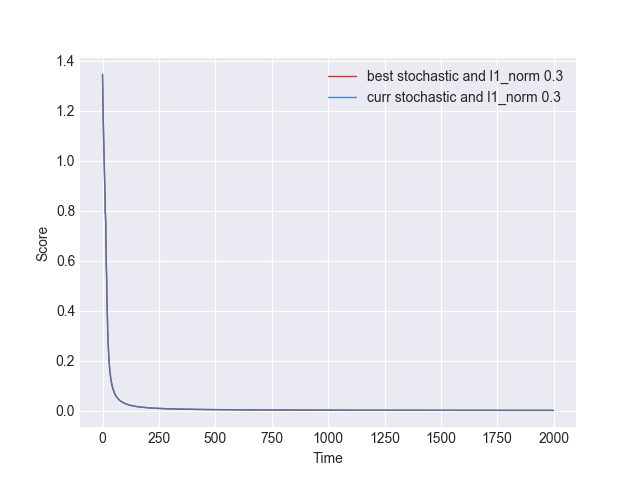 best stochastic and l1_norm 0.3
curr stochastic and l1_norm 0.3
1.4
1.2
1.0
0.8
0.6
0.4
0.2
0.0
Score
0 250 500 750 1000 1250 1500 1750 2000
Time